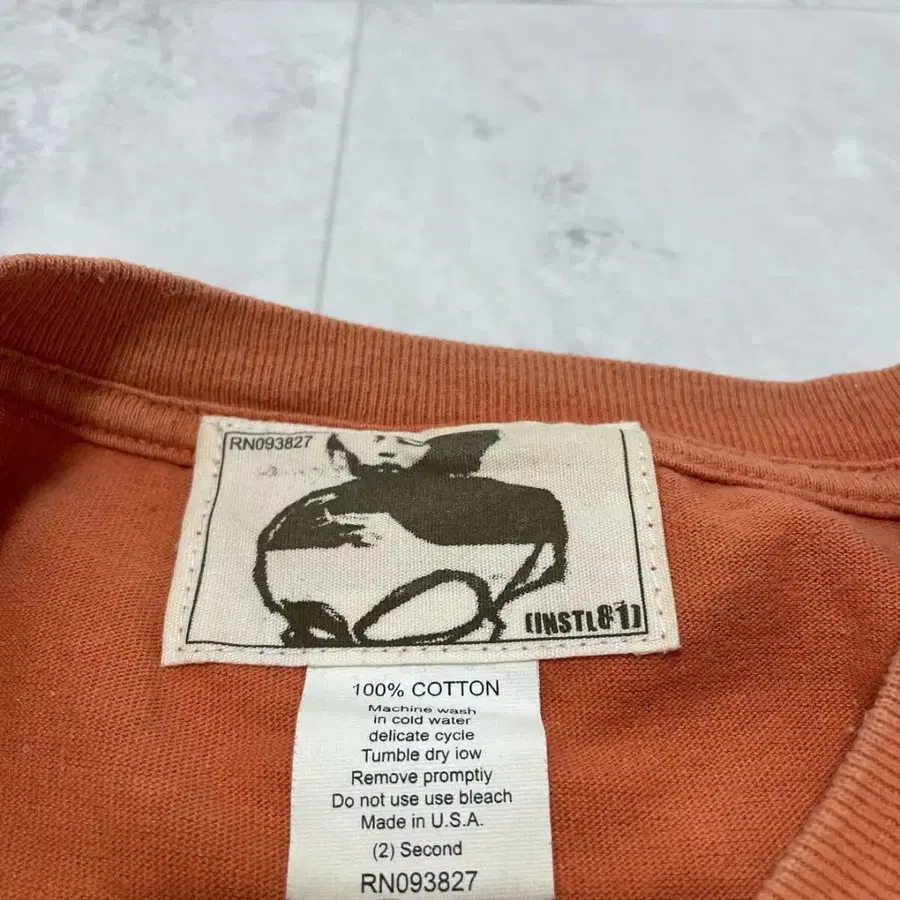 RN093827
(INSTL81)
100% COTTON
Machine wash
in cold water
delicate cycle
Tumble dry iow
Remove promptiy
Do not use use bleach
Made in U.S.A.
(2) Second
RN093827